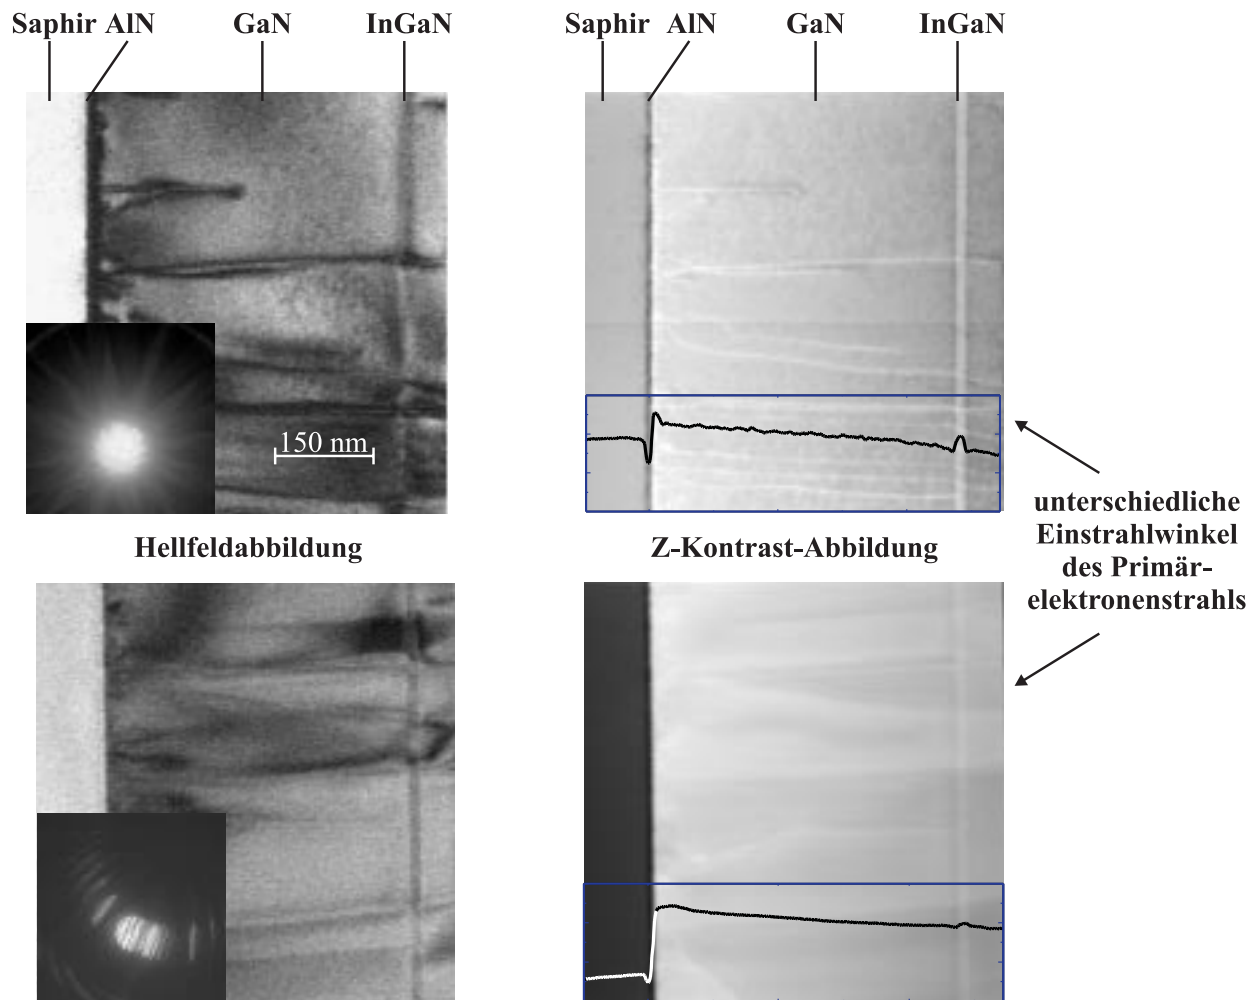 Saphir AlN GaN InGaN
Saphir AlN GaN InGaN
150 nm
Hellfeldabbildung
Z-Kontrast-Abbildung
unterschiedliche
Einstrahlwinkel
des Primär-
elektronenstrahls